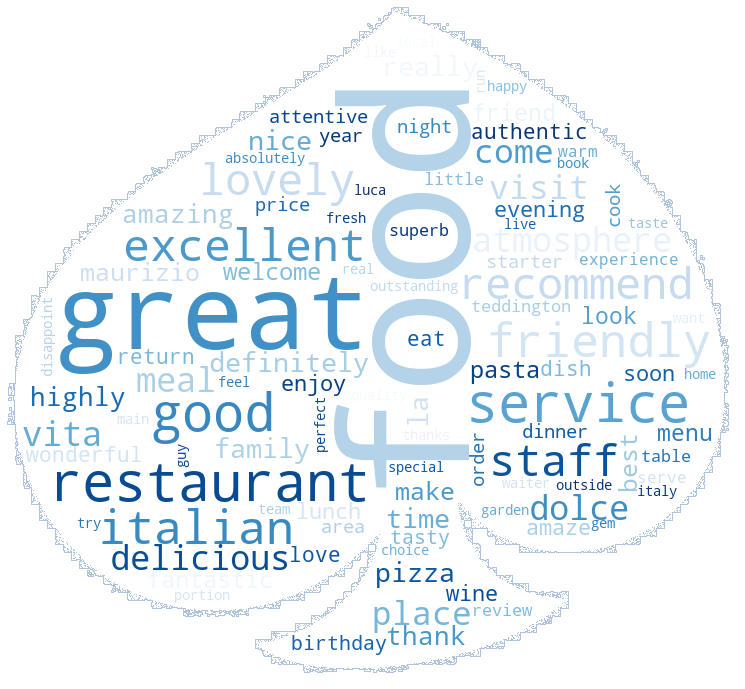 local
like
really
run
happy
food
attentive
night
friend
year
authentic
nice
come
warm
absolutely
book
lovely
luca
little
visit
cook
price
evening
amazing
fresh
live
taste
superb
excellent
atmosphere
maurizio
welcome
real
starter
experience
outstanding
recommend
great
teddington
disappoint
look
want
eat
friendly
return
definitely
pasta
dish
soon
home
meal
feel
enjoy
highly
quality
good
main
la
service
perfect
vita
thanks
dinner
menu
wonderful
guy
family
order
best
table
restaurant
special
staff
waiter
outside
serve
italy
make
team
lunch
garden
dolce
try
italian
area
time
amaze
gem
tasty
delicious
love
choice
fantastic
pizza
portion
wine
place
review
birthday
thank